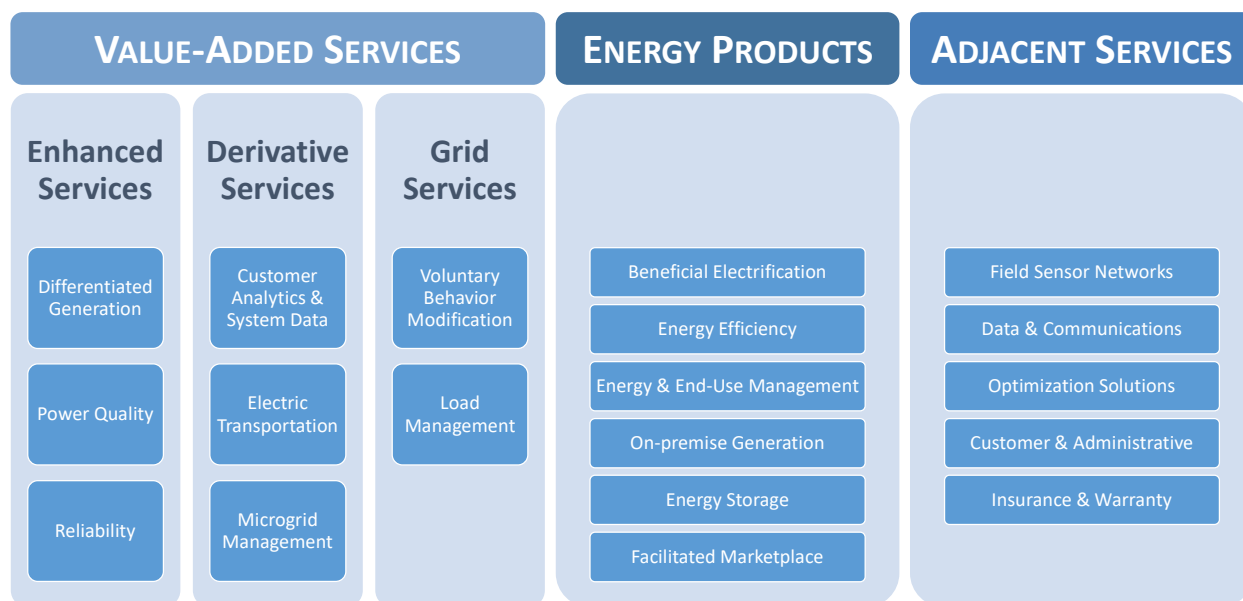 VALUE-ADDED SERVICES
ENERGY PRODUCTS
ADJACENT SERVICES
Enhanced
Services
Differentiated
Generation
Power Quality
Reliability
Derivative
Services
Customer
Analytics &
System Data
Electric
Transportation
Microgrid
Management
Grid
Services
Voluntary
Behavior
Modification
Load
Management
Beneficial Electrification
Energy Efficiency
Energy & End-Use Management
On-premise Generation
Energy Storage
Facilitated Marketplace
Field Sensor Networks
Data & Communications
Optimization Solutions
Customer & Administrative
Insurance & Warranty